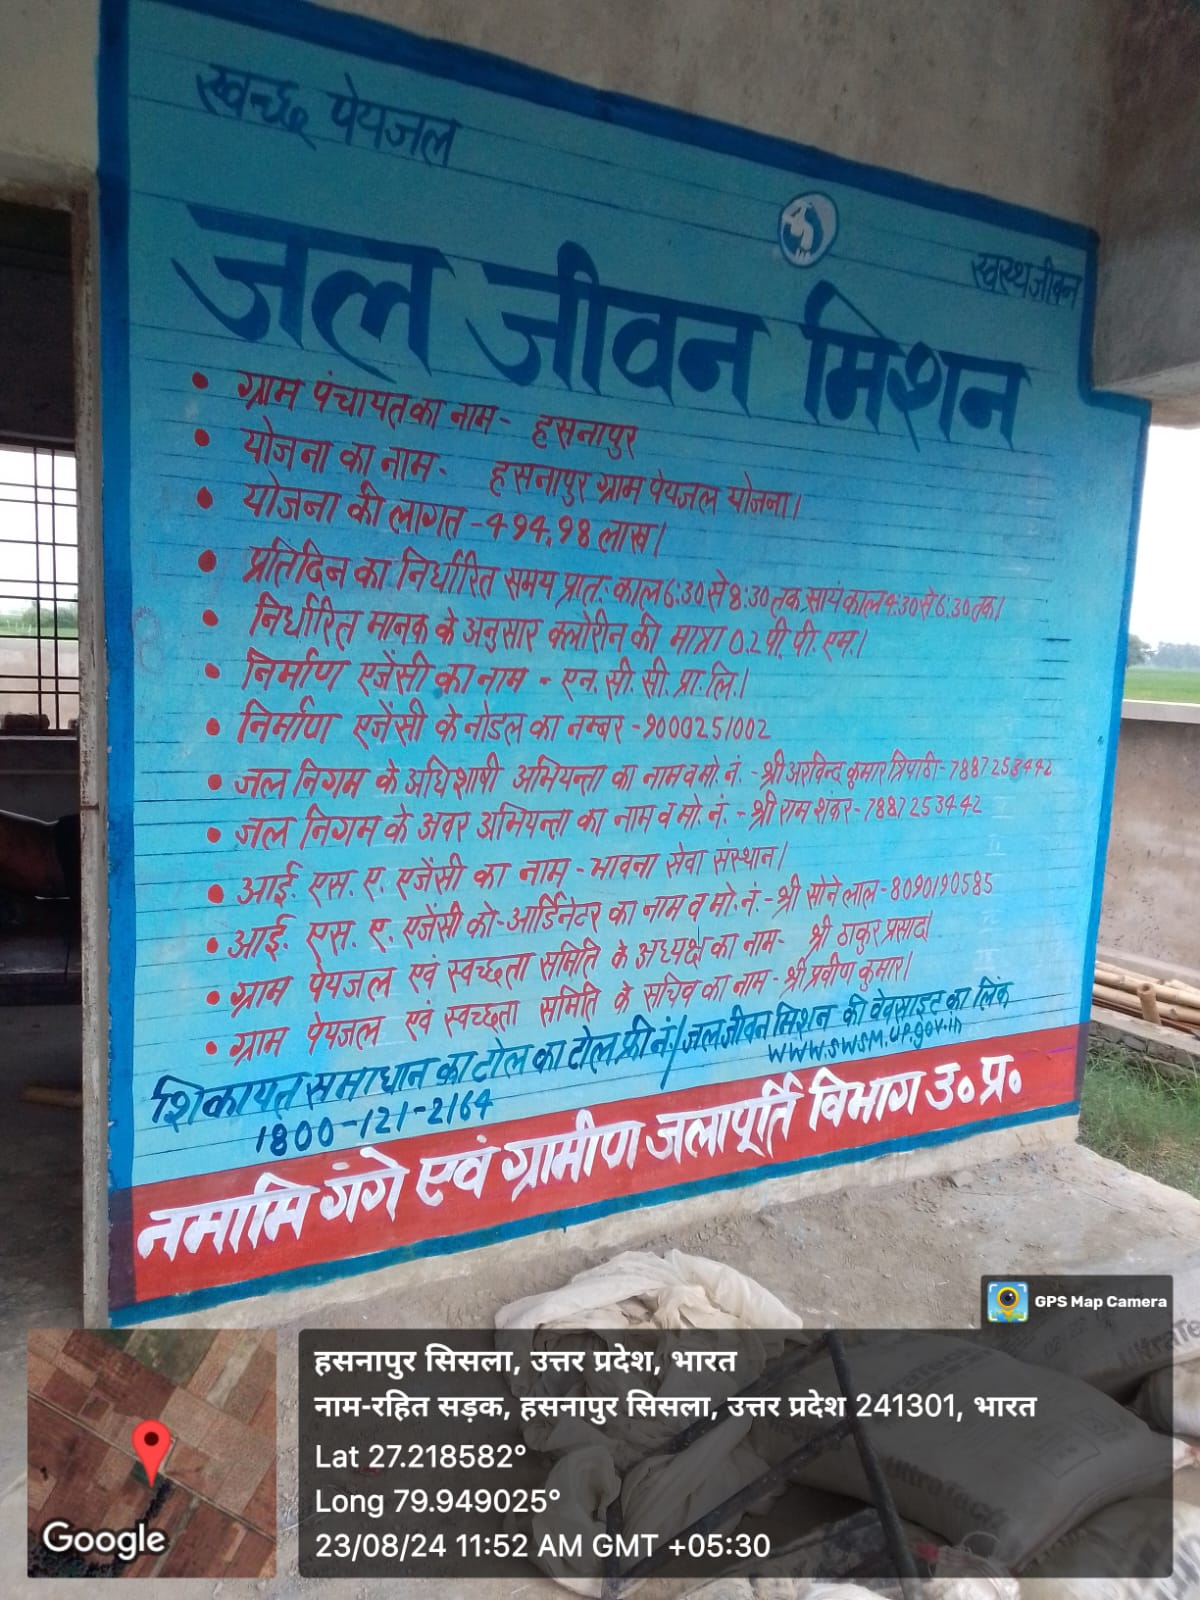 स्वच्छ पेयजल
स्वस्थ जीवन
जल जीवन मिशन
• ग्राम पंचायत का नाम - हसनापुर
• योजना का नाम - हसनापुर ग्राम पेयजल योजना।
• योजना की लागत - 494.98 लाख।
• प्रतिदिन का निर्धारित समय प्रातः काल 6:30 से 8:30 तक सायं काल 4:30 से 6:30 तक।
• निर्धारित मानक के अनुसार क्लोरीन की मात्रा 0.2 पी. पी. एम.।
• निर्माण एजेंसी का नाम - एन. सी. सी. प्रा. लि.।
• निर्माण एजेंसी के नोडल का नम्बर - 9000251002
• जल निगम के अधिशाषी अभियन्ता का नाम व मो. नं. - श्री अरविन्द कुमार त्रिपाठी - 7887253442
• जल निगम के अवर अभियन्ता का नाम व मो. नं. - श्री राम शंकर - 7887253442
• आई. एस. ए. एजेंसी का नाम - भावना सेवा संस्थान।
• आई. एस. ए. एजेंसी को-आर्डिनेटर का नाम व मो. नं. - श्री सोने लाल - 8090190585
• ग्राम पेयजल एवं स्वच्छता समिति के अध्यक्ष का नाम - श्री ठाकुर प्रसाद।
• ग्राम पेयजल एवं स्वच्छता समिति के सचिव का नाम - श्री प्रवीण कुमार।
शिकायत समाधान का टोल का टोल फ्री नं. / जल जीवन मिशन की वेबसाइट का लिंक
1800-121-2164 www.swsm.up.gov.in
नमामि गंगे एवं ग्रामीण जलापूर्ति विभाग उ॰ प्र॰
GPS Map Camera
हसनापुर सिसला, उत्तर प्रदेश, भारत
नाम-रहित सड़क, हसनापुर सिसला, उत्तर प्रदेश 241301, भारत
Lat 27.218582°
Long 79.949025°
23/08/24 11:52 AM GMT +05:30
Google